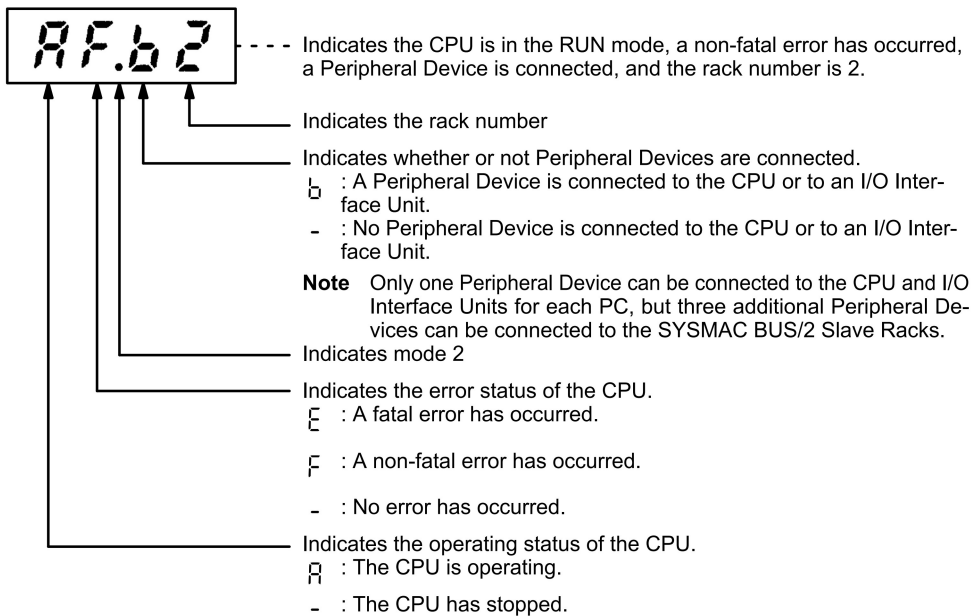 AF.b2
Indicates the CPU is in the RUN mode, a non-fatal error has occurred,
a Peripheral Device is connected, and the rack number is 2.
Indicates the rack number
Indicates whether or not Peripheral Devices are connected.
b : A Peripheral Device is connected to the CPU or to an I/O Inter-
face Unit.
- : No Peripheral Device is connected to the CPU or to an I/O Inter-
face Unit.
Note Only one Peripheral Device can be connected to the CPU and I/O
Interface Units for each PC, but three additional Peripheral De-
vices can be connected to the SYSMAC BUS/2 Slave Racks.
Indicates mode 2
Indicates the error status of the CPU.
E : A fatal error has occurred.
F : A non-fatal error has occurred.
- : No error has occurred.
Indicates the operating status of the CPU.
A : The CPU is operating.
- : The CPU has stopped.